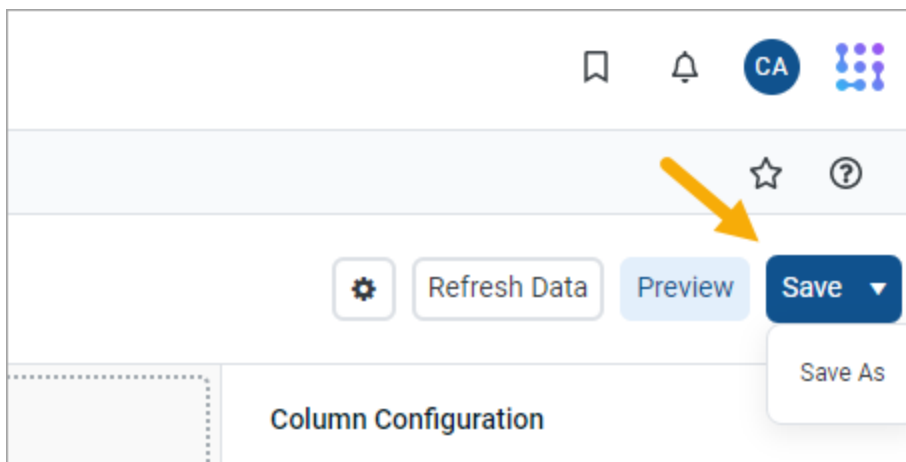 CA
Refresh Data
Preview
Save
Save As
Column Configuration